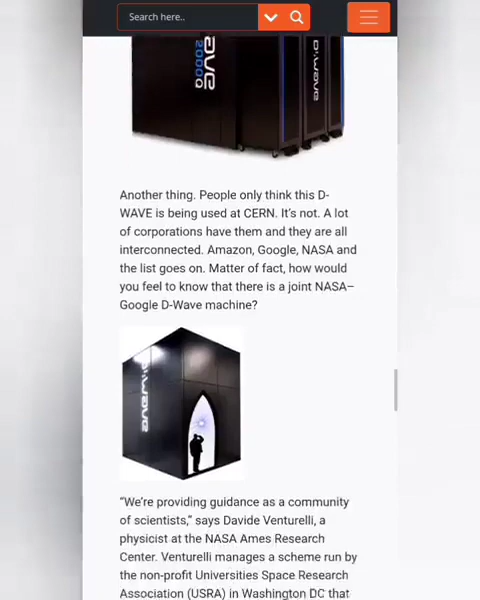 Search here..
ave
2000Q
D:wave
Another thing. People only think this D-
WAVE is being used at CERN. It's not. A lot
of corporations have them and they are all
interconnected. Amazon, Google, NASA and
the list goes on. Matter of fact, how would
you feel to know that there is a joint NASA–
Google D-Wave machine?
D:wave
“We're providing guidance as a community
of scientists,” says Davide Venturelli, a
physicist at the NASA Ames Research
Center. Venturelli manages a scheme run by
the non-profit Universities Space Research
Association (USRA) in Washington DC that